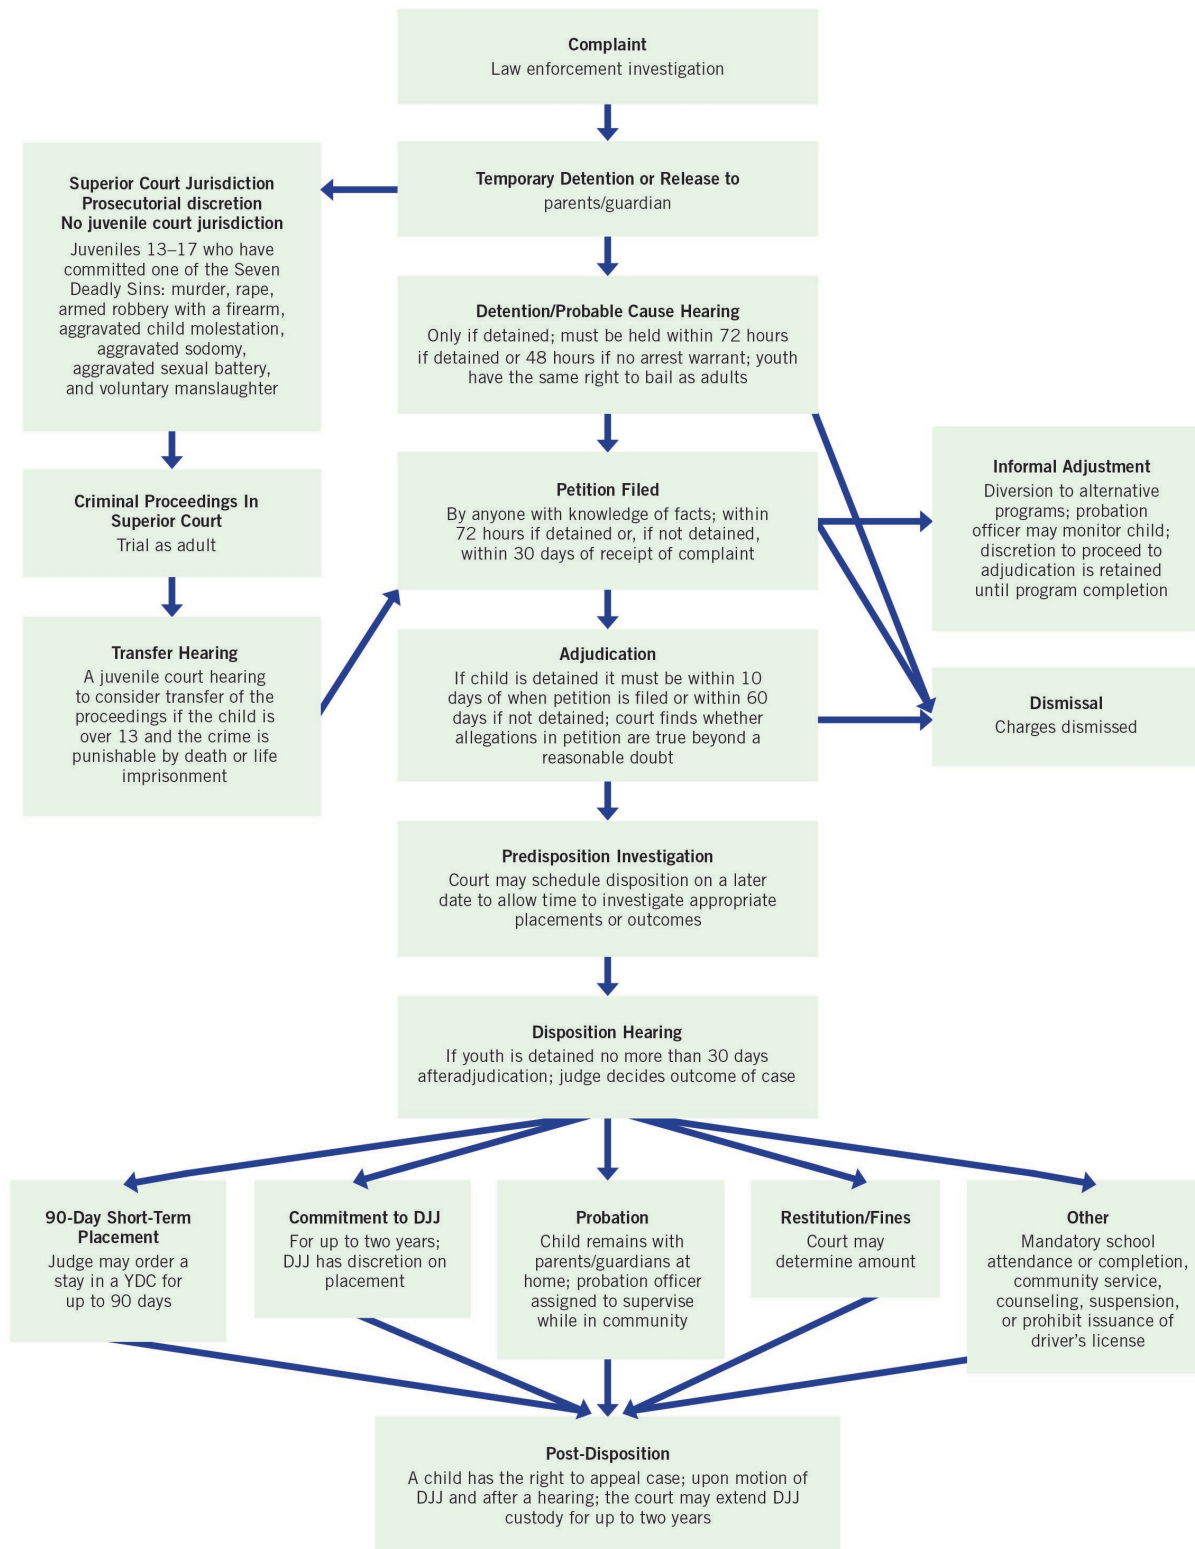 Complaint
Law enforcement investigation
Temporary Detention or Release to
parents/guardian
Superior Court Jurisdiction
Prosecutorial discretion
No juvenile court jurisdiction
Juveniles 13–17 who have
committed one of the Seven
Deadly Sins: murder, rape,
armed robbery with a firearm,
aggravated child molestation,
aggravated sodomy,
aggravated sexual battery,
and voluntary manslaughter
Detention/Probable Cause Hearing
Only if detained; must be held within 72 hours
if detained or 48 hours if no arrest warrant; youth
have the same right to bail as adults
Criminal Proceedings In
Superior Court
Trial as adult
Petition Filed
By anyone with knowledge of facts; within
72 hours if detained or, if not detained,
within 30 days of receipt of complaint
Informal Adjustment
Diversion to alternative
programs; probation
officer may monitor child;
discretion to proceed to
adjudication is retained
until program completion
Transfer Hearing
A juvenile court hearing
to consider transfer of the
proceedings if the child is
over 13 and the crime is
punishable by death or life
imprisonment
Adjudication
If child is detained it must be within 10
days of when petition is filed or within 60
days if not detained; court finds whether
allegations in petition are true beyond a
reasonable doubt
Dismissal
Charges dismissed
Predisposition Investigation
Court may schedule disposition on a later
date to allow time to investigate appropriate
placements or outcomes
Disposition Hearing
If youth is detained no more than 30 days
afteradjudication; judge decides outcome of case
90-Day Short-Term
Placement
Judge may order a
stay in a YDC for
up to 90 days
Commitment to DJJ
For up to two years;
DJJ has discretion on
placement
Probation
Child remains with
parents/guardians at
home; probation officer
assigned to supervise
while in community
Restitution/Fines
Court may
determine amount
Other
Mandatory school
attendance or completion,
community service,
counseling, suspension,
or prohibit issuance of
driver’s license
Post-Disposition
A child has the right to appeal case; upon motion of
DJJ and after a hearing; the court may extend DJJ
custody for up to two years